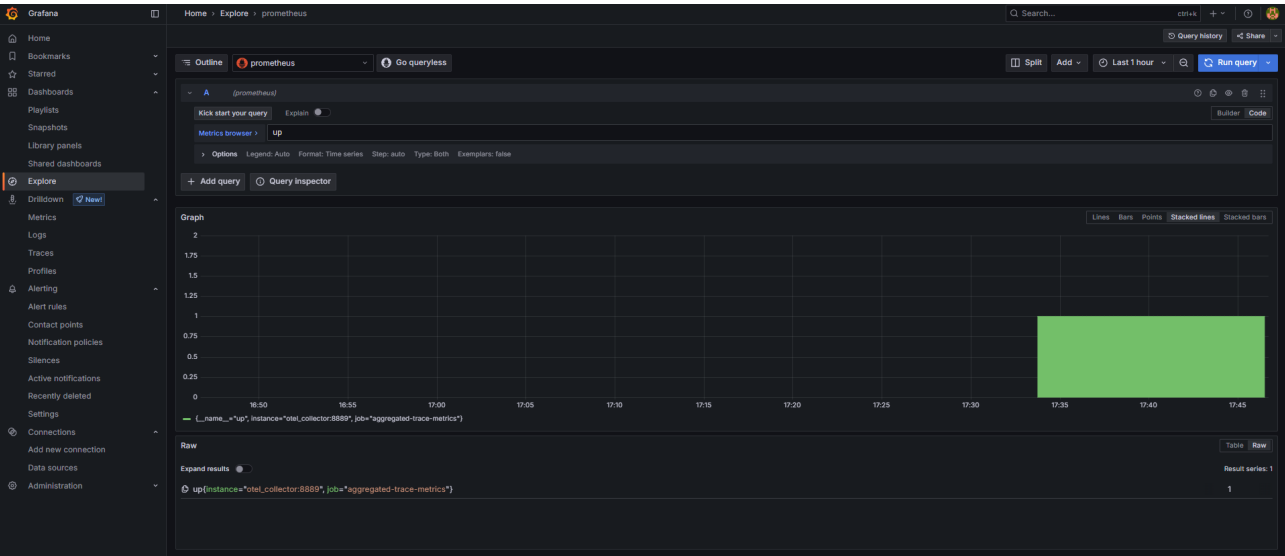 Grafana
Home › Explore › prometheus
Search...
ctrl+k
Home
Bookmarks
Starred
Dashboards
Playlists
Snapshots
Library panels
Shared dashboards
Explore
Drilldown
New!
Metrics
Logs
Traces
Profiles
Alerting
Alert rules
Contact points
Notification policies
Silences
Active notifications
Recently deleted
Settings
Connections
Add new connection
Data sources
Administration
Query history
Share
Outline
prometheus
Go queryless
Split
Add
Last 1 hour
Run query
A (prometheus)
Kick start your query
Explain
Builder
Code
Metrics browser ›
up
Options Legend: Auto Format: Time series Step: auto Type: Both Exemplars: false
+ Add query
Query inspector
Graph
Lines Bars Points Stacked lines Stacked bars
2
1.75
1.5
1.25
1
0.75
0.5
0.25
0
16:50 16:55 17:00 17:05 17:10 17:15 17:20 17:25 17:30 17:35 17:40 17:45
{__name__="up", instance="otel_collector:8889", job="aggregated-trace-metrics"}
Raw
Table Raw
Expand results
Result series: 1
up{instance="otel_collector:8889", job="aggregated-trace-metrics"}
1